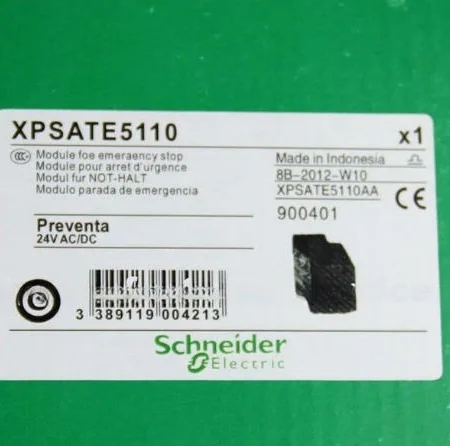 XPSATE5110
x1
Module foe emeraency stop
Module pour arret d'urgence
Modul fur NOT-HALT
Modulo parada de emergencia
Made in Indonesia
8B-2012-W10
XPSATE5110AA
CE
900401
Preventa
24V AC/DC
3 389119 004213
Schneider
Electric